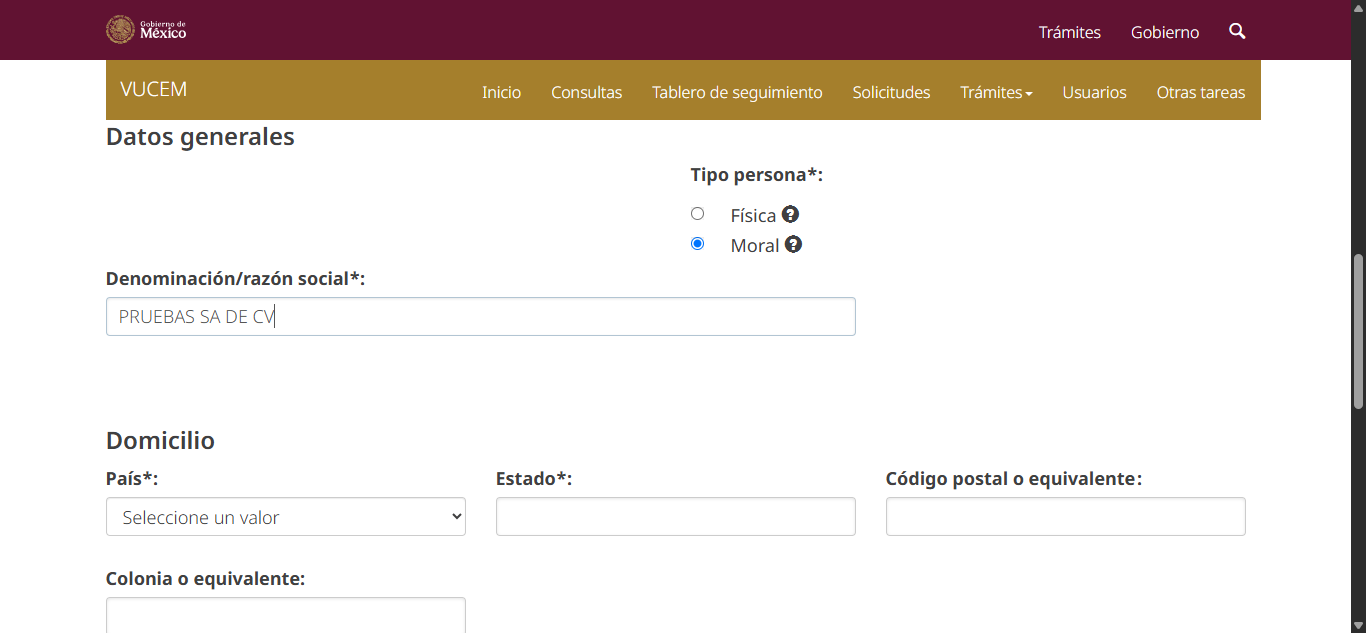 Gobierno de
México
Trámites
Gobierno
VUCEM
Inicio
Consultas
Tablero de seguimiento
Solicitudes
Trámites
Usuarios
Otras tareas
Datos generales
Tipo persona*:
Física
Moral
Denominación/razón social*:
PRUEBAS SA DE CV
Domicilio
País*:
Estado*:
Código postal o equivalente:
Seleccione un valor
Colonia o equivalente: